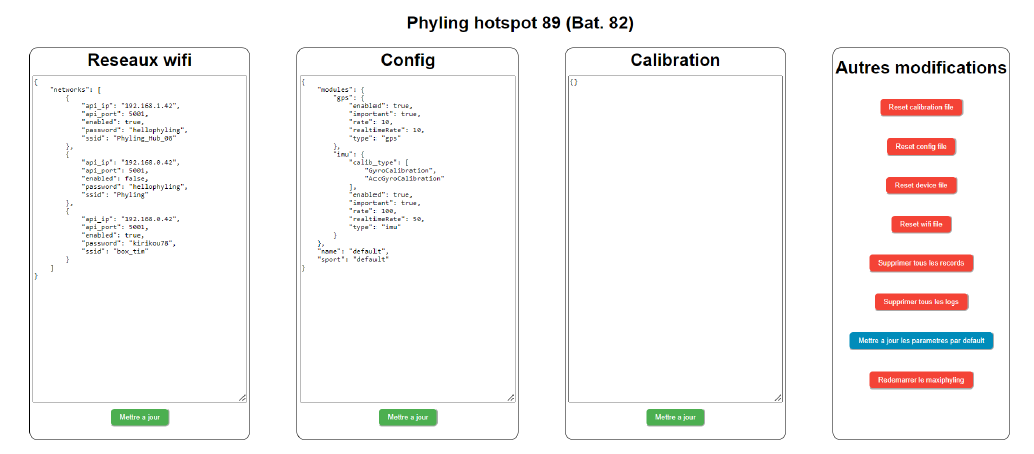 Phyling hotspot 89 (Bat. 82)
Reseaux wifi
{
    "networks": [
        {
            "api_ip": "192.168.1.42",
            "api_port": 5001,
            "enabled": true,
            "password": "hellophyling",
            "ssid": "Phyling_Hub_06"
        },
        {
            "api_ip": "192.168.0.42",
            "api_port": 5001,
            "enabled": false,
            "password": "hellophyling",
            "ssid": "Phyling"
        },
        {
            "api_ip": "192.168.0.42",
            "api_port": 5001,
            "enabled": true,
            "password": "kirikou78",
            "ssid": "box_tim"
        }
    ]
}
Mettre a jour
Config
{
    "modules": {
        "gps": {
            "enabled": true,
            "important": true,
            "rate": 10,
            "realtimeRate": 10,
            "type": "gps"
        },
        "imu": {
            "calib_type": [
                "GyroCalibration",
                "AccGyroCalibration"
            ],
            "enabled": true,
            "important": true,
            "rate": 100,
            "realtimeRate": 50,
            "type": "imu"
        }
    },
    "name": "default",
    "sport": "default"
}
Mettre a jour
Calibration
{}
Mettre a jour
Autres modifications
Reset calibration file
Reset config file
Reset device file
Reset wifi file
Supprimer tous les records
Supprimer tous les logs
Mettre a jour les parametres par default
Redemarrer le maxiphyling